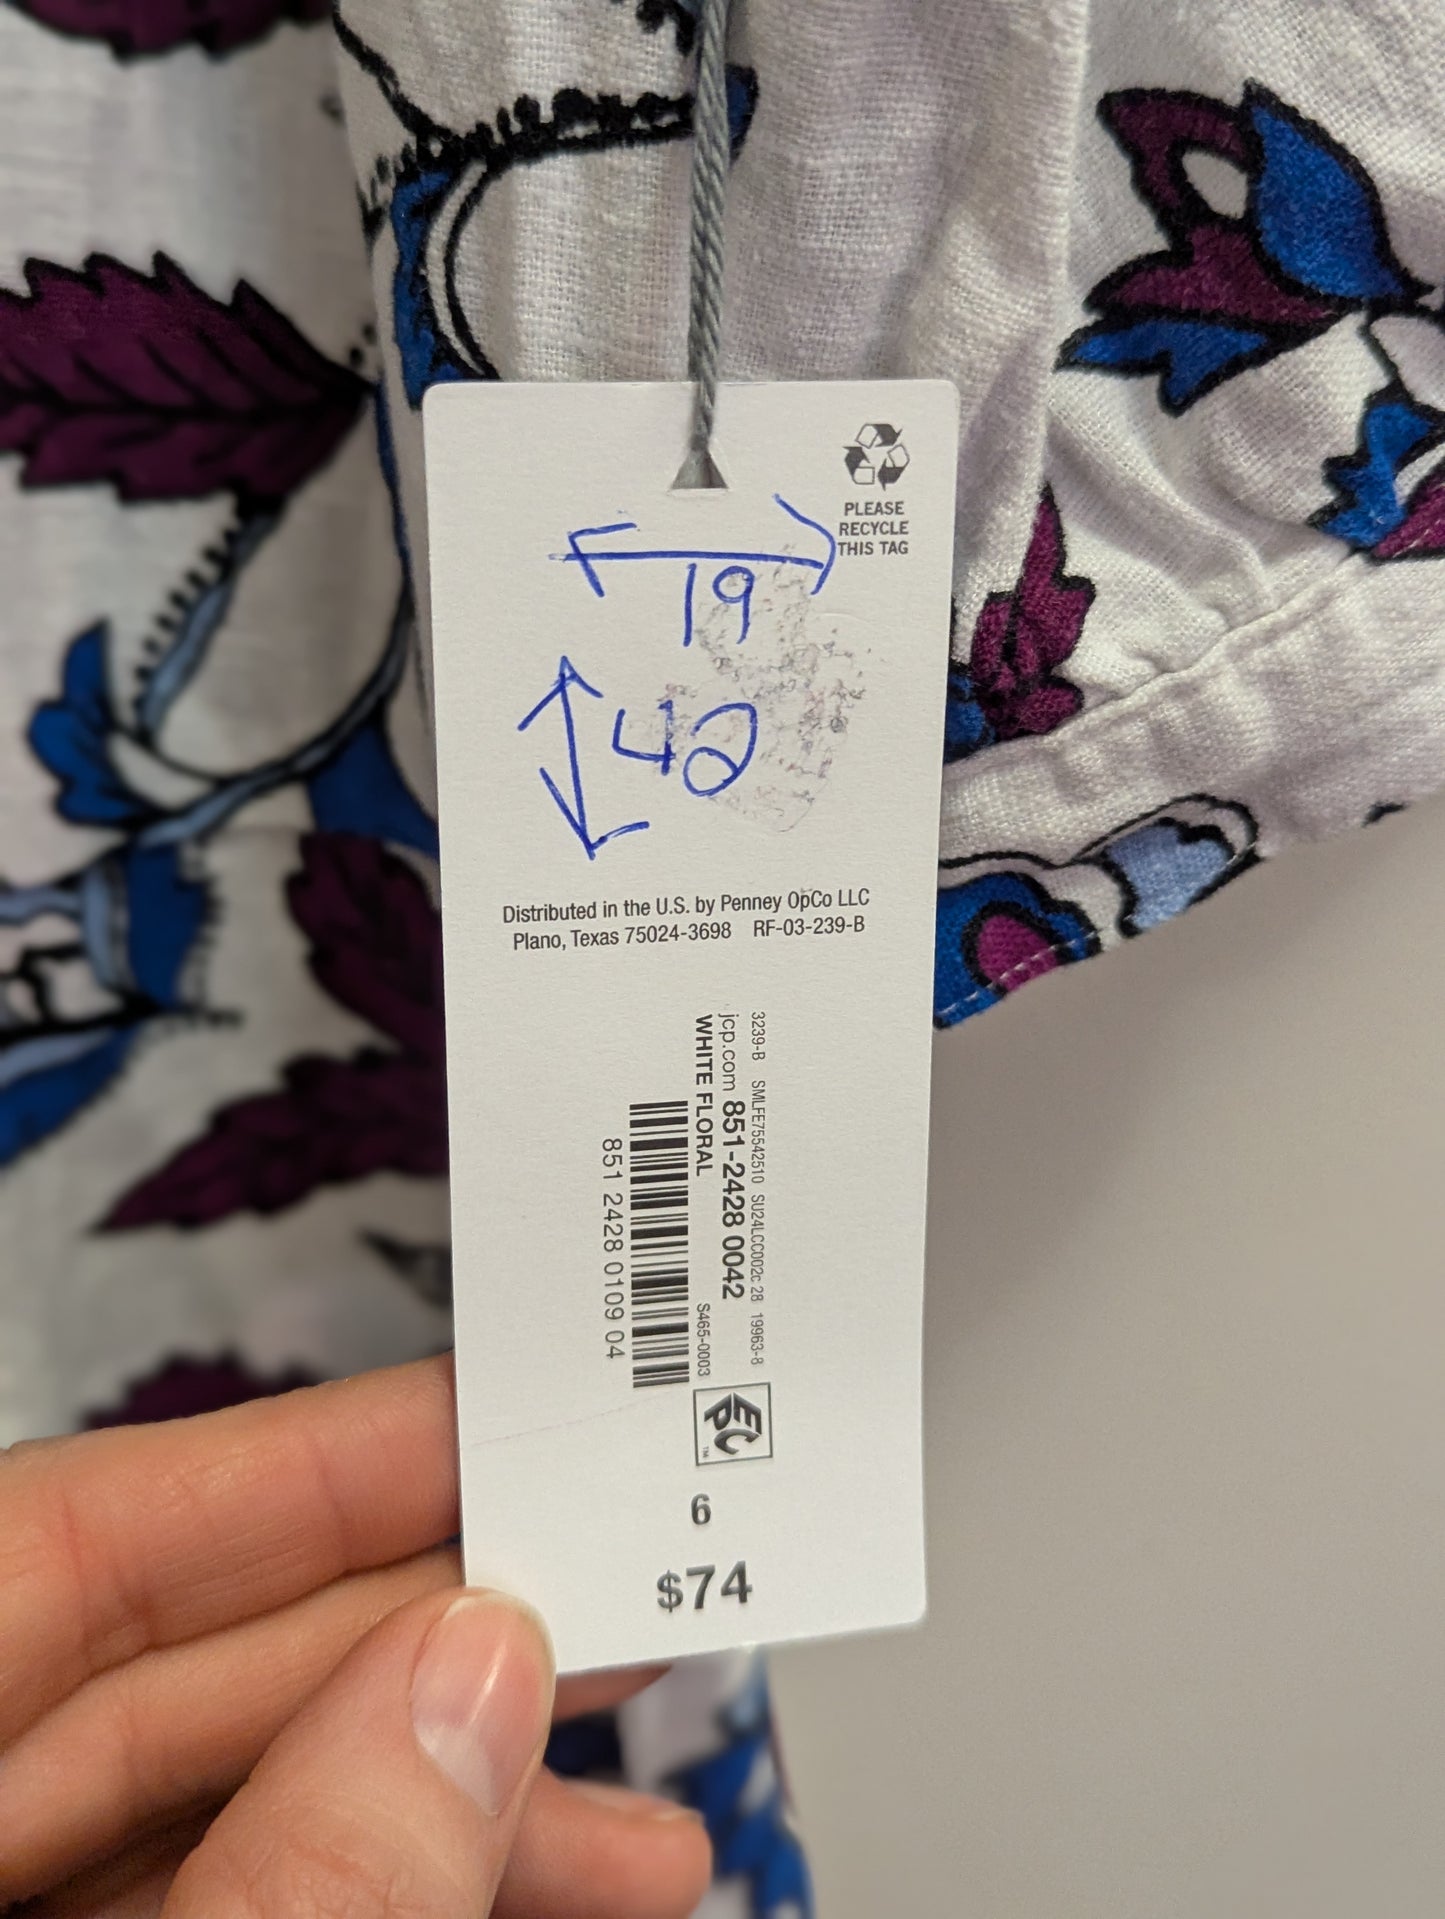 PLEASE
RECYCLE
THIS TAG
19
42
Distributed in the U.S. by Penney OpCo LLC
Plano, Texas 75024-3698 RF-03-239-B
3239-B SMLFE75542510 SU24LCC002c 28 19963-8
jcp.com 851-2428 0042
WHITE FLORAL S465-0003
851 2428 0109 04
EPC™
6
$74